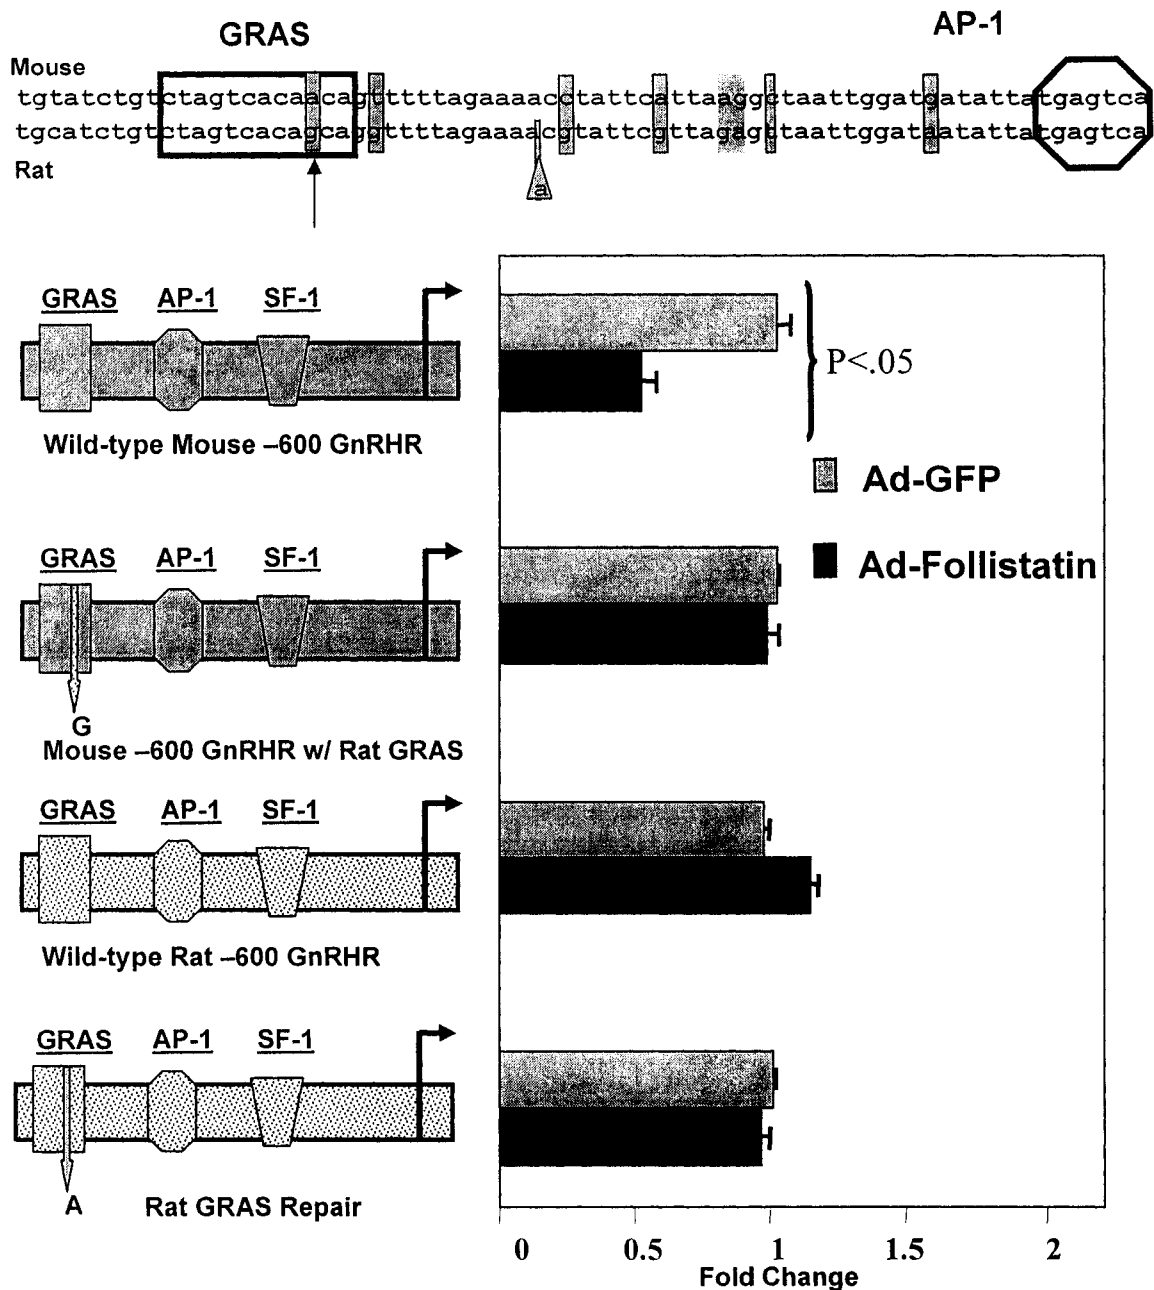 GRAS
AP-1
Mouse
tgtatctgtctagtcacaacagtttttagaaaacctattcattaaggctaattggatgatattatgagtca
tgcatctgtctagtcacagcaggttttagaaaacgtattcgttagagttaattggataatattatgagtca
Rat
a
GRAS AP-1 SF-1
Wild-type Mouse –600 GnRHR
P<.05
Ad-GFP
Ad-Follistatin
GRAS AP-1 SF-1
G
Mouse –600 GnRHR w/ Rat GRAS
GRAS AP-1 SF-1
Wild-type Rat –600 GnRHR
GRAS AP-1 SF-1
A
Rat GRAS Repair
0 0.5 1 1.5 2
Fold Change